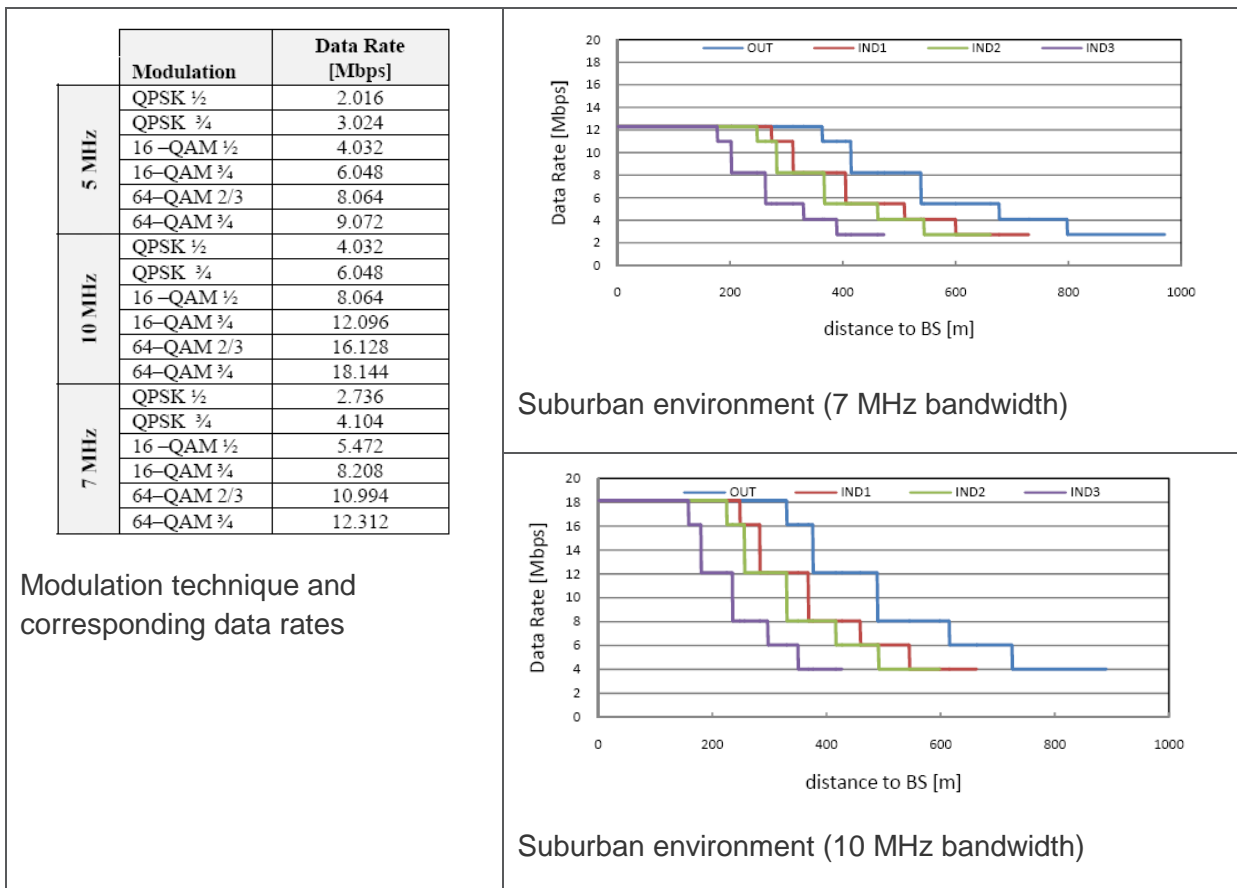 Modulation Data Rate [Mbps]
5 MHz
QPSK ½ 2.016
QPSK ¾ 3.024
16 –QAM ½ 4.032
16–QAM ¾ 6.048
64–QAM 2/3 8.064
64–QAM ¾ 9.072
10 MHz
QPSK ½ 4.032
QPSK ¾ 6.048
16 –QAM ½ 8.064
16–QAM ¾ 12.096
64–QAM 2/3 16.128
64–QAM ¾ 18.144
7 MHz
QPSK ½ 2.736
QPSK ¾ 4.104
16 –QAM ½ 5.472
16–QAM ¾ 8.208
64–QAM 2/3 10.994
64–QAM ¾ 12.312
Modulation technique and
corresponding data rates
OUT IND1 IND2 IND3
Data Rate [Mbps]
20
18
16
14
12
10
8
6
4
2
0
0 200 400 600 800 1000
distance to BS [m]
Suburban environment (7 MHz bandwidth)
OUT IND1 IND2 IND3
Data Rate [Mbps]
20
18
16
14
12
10
8
6
4
2
0
0 200 400 600 800 1000
distance to BS [m]
Suburban environment (10 MHz bandwidth)